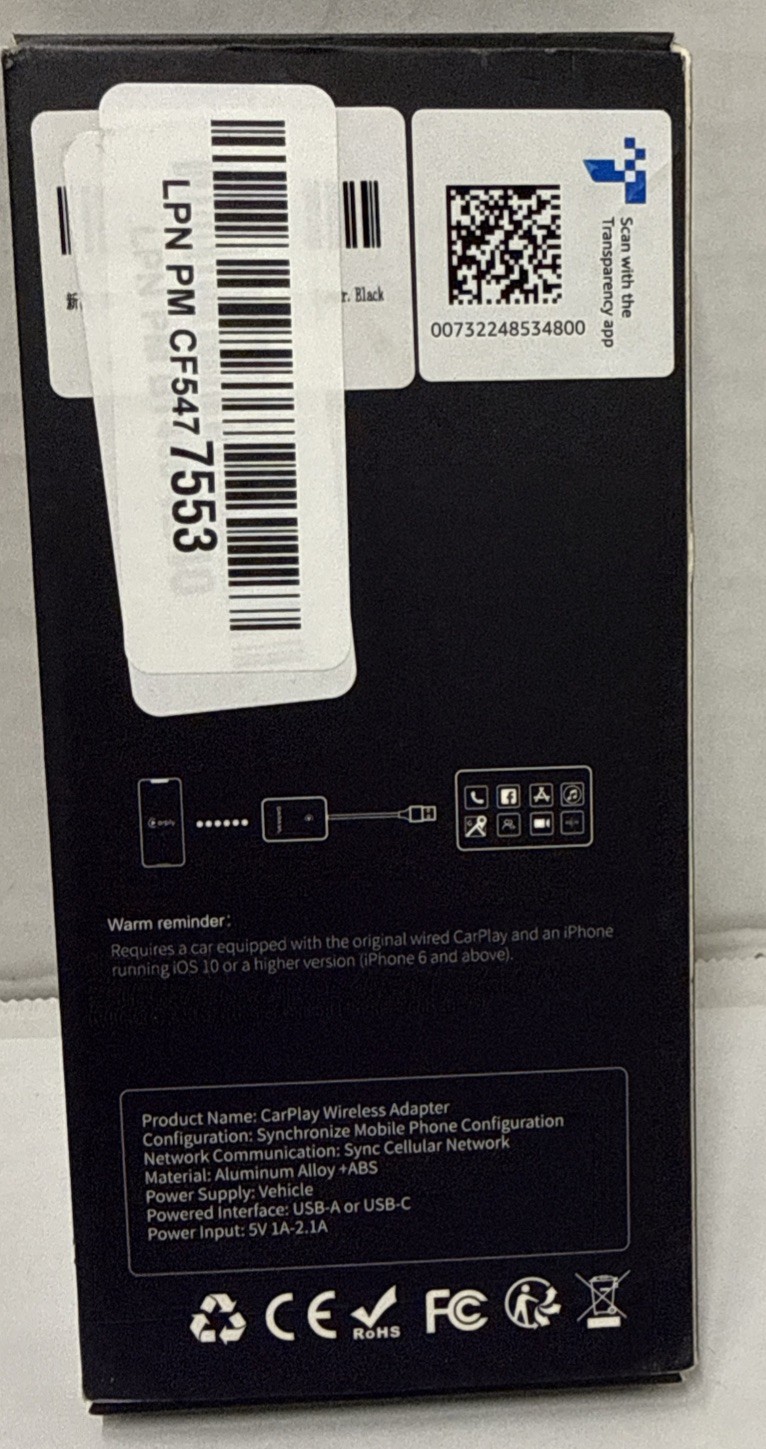 LPN PM CF547 7553
新
r. Black
00732248534800
Scan with the
Transparency app
Warm reminder:
Requires a car equipped with the original wired CarPlay and an iPhone
running iOS 10 or a higher version (iPhone 6 and above).
Product Name: CarPlay Wireless Adapter
Configuration: Synchronize Mobile Phone Configuration
Network Communication: Sync Cellular Network
Material: Aluminum Alloy +ABS
Power Supply: Vehicle
Powered Interface: USB-A or USB-C
Power Input: 5V 1A-2.1A
CE
RoHS
FC